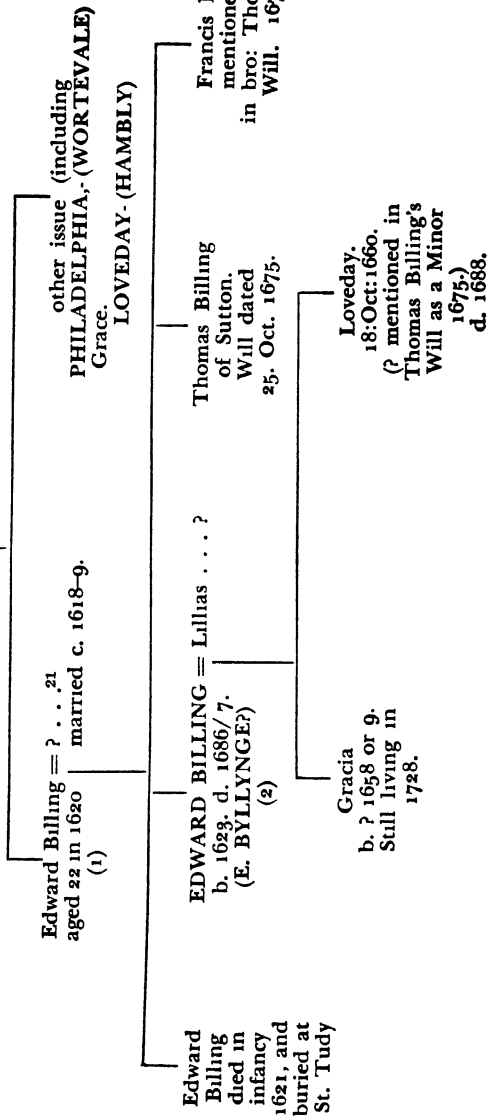 Edward Billing = ? . . . 21
aged 22 in 1620 married c. 1618-9.
(1)
other issue (including
PHILADELPHIA,- (WORTEVALE)
Grace.
LOVEDAY- (HAMBLY)
Edward
Billing
died in
infancy
1621, and
buried at
St. Tudy
EDWARD BILLING = Lillias . . . . ?
b. 1623. d. 1686/7.
(E. BYLLYNGE?)
(2)
Thomas Billing
of Sutton.
Will dated
25. Oct. 1675.
Francis
mentioned
in bro: Tho
Will. 167
Gracia
b. ? 1658 or 9.
Still living in
1728.
Loveday.
18:Oct:1660.
(? mentioned in
Thomas Billing's
Will as a Minor
1675.)
d. 1688.